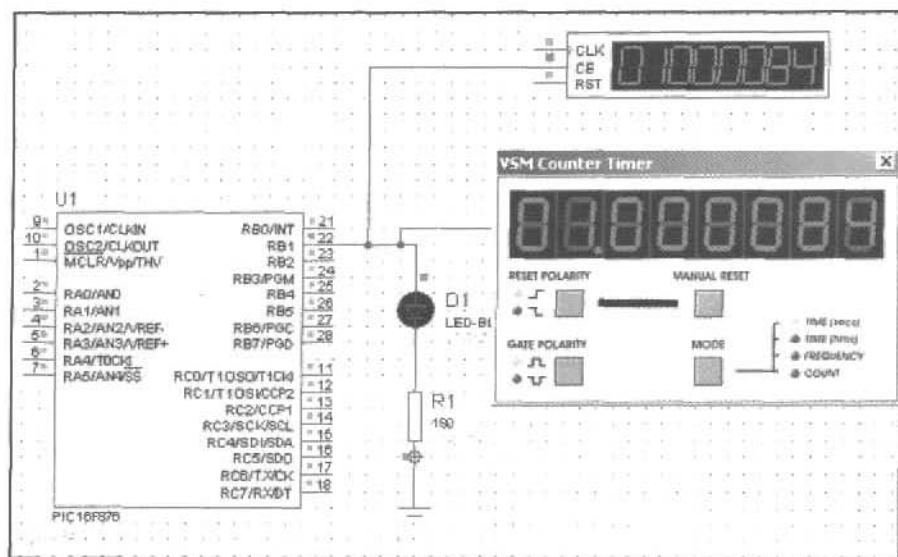 CLK
CE
RST
VSM Counter Timer
RESET POLARITY
MANUAL RESET
GATE POLARITY
MODE
TIME (secs)
TIME (hms)
FREQUENCY
COUNT
U1
9 OSC1/CLKIN
10 OSC2/CLKOUT
1 MCLR/Vpp/THV
2 RA0/AN0
3 RA1/AN1
4 RA2/AN2/VREF-
5 RA3/AN3/VREF+
6 RA4/T0CKI
7 RA5/AN4/SS
RB0/INT 21
RB1 22
RB2 23
RB3/PGM 24
RB4 25
RB5 26
RB6/PGC 27
RB7/PGD 28
RC0/T1OSO/T1CKI 11
RC1/T1OSI/CCP2 12
RC2/CCP1 13
RC3/SCK/SCL 14
RC4/SDI/SDA 15
RC5/SDO 16
RC6/TX/CK 17
RC7/RX/DT 18
PIC16F876
D1
R1